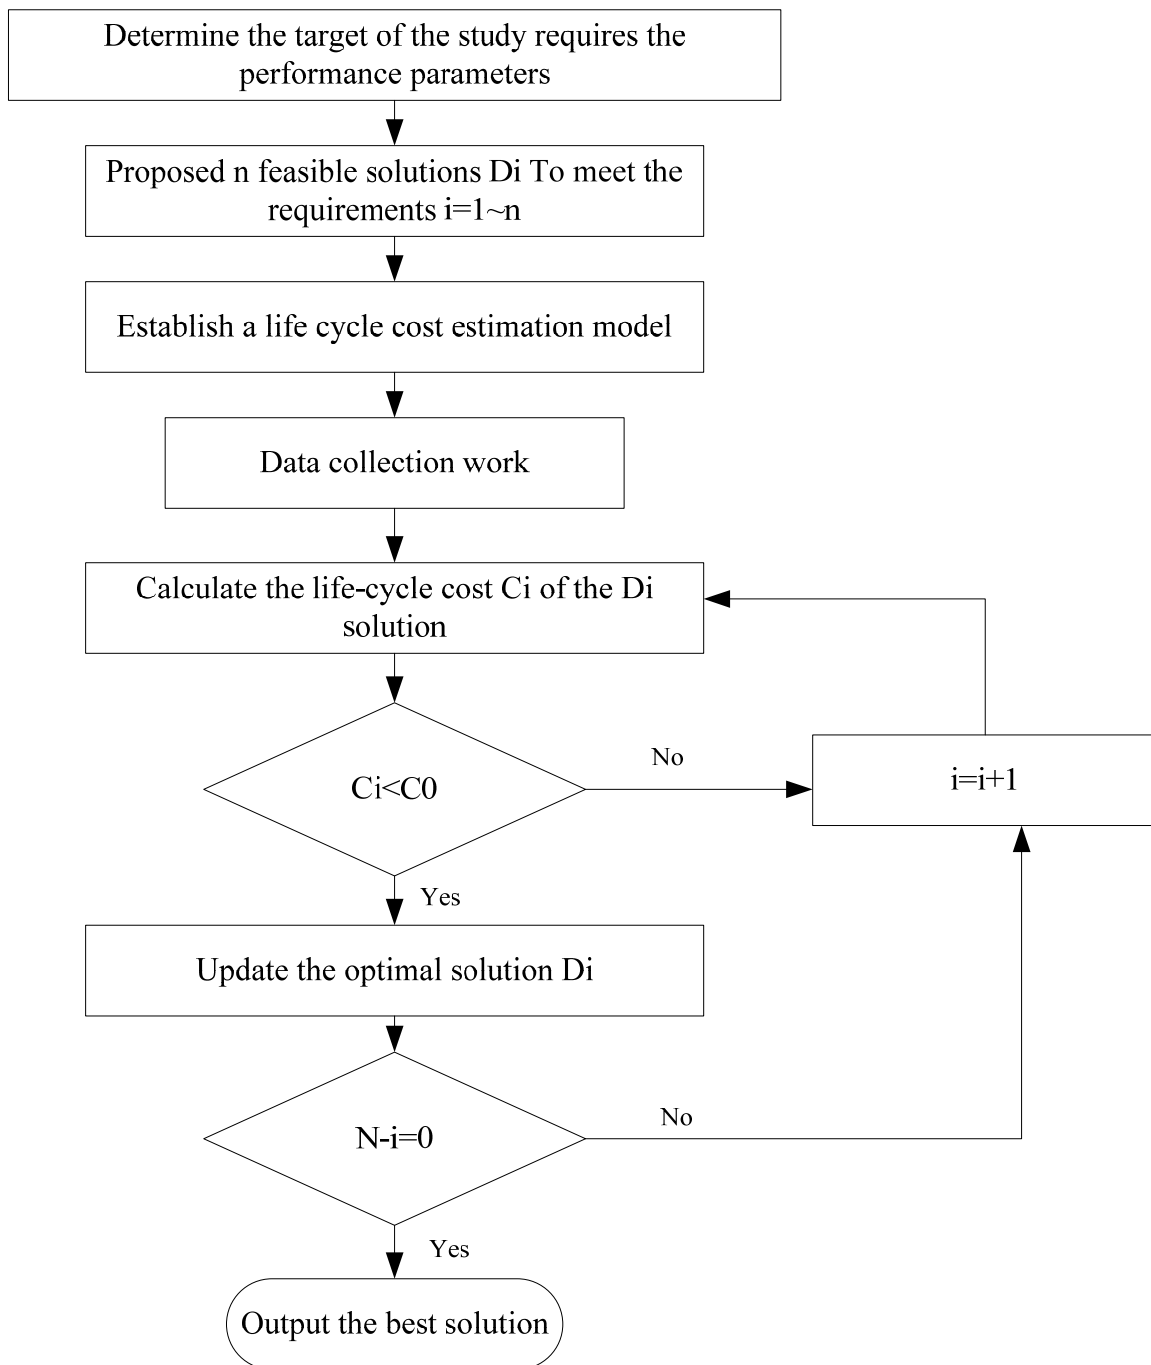 Determine the target of the study requires the
performance parameters
Proposed n feasible solutions Di To meet the
requirements i=1~n
Establish a life cycle cost estimation model
Data collection work
Calculate the life-cycle cost Ci of the Di
solution
Ci<C0
No
i=i+1
Yes
Update the optimal solution Di
N-i=0
No
Yes
Output the best solution